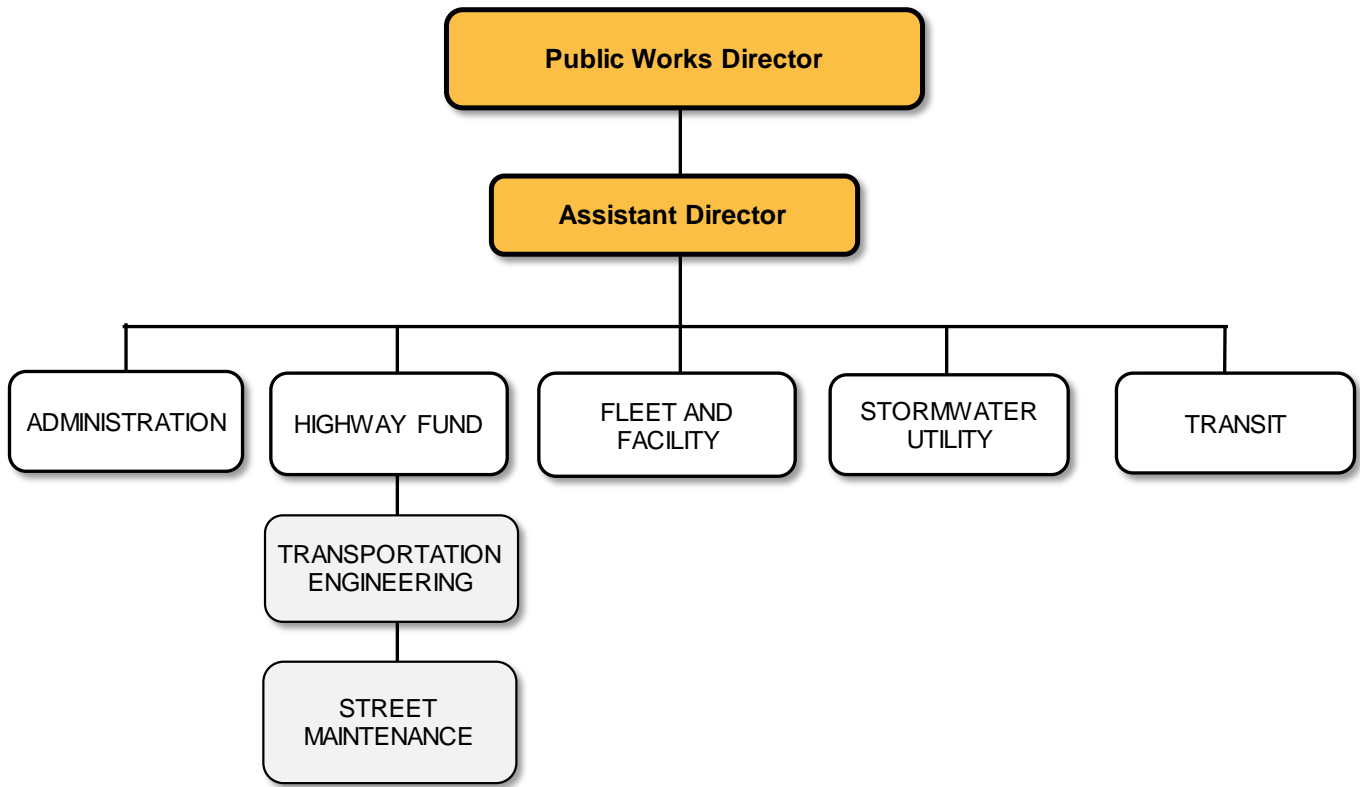 Public Works Director
Assistant Director
ADMINISTRATION
HIGHWAY FUND
FLEET AND
FACILITY
STORMWATER
UTILITY
TRANSIT
TRANSPORTATION
ENGINEERING
STREET
MAINTENANCE